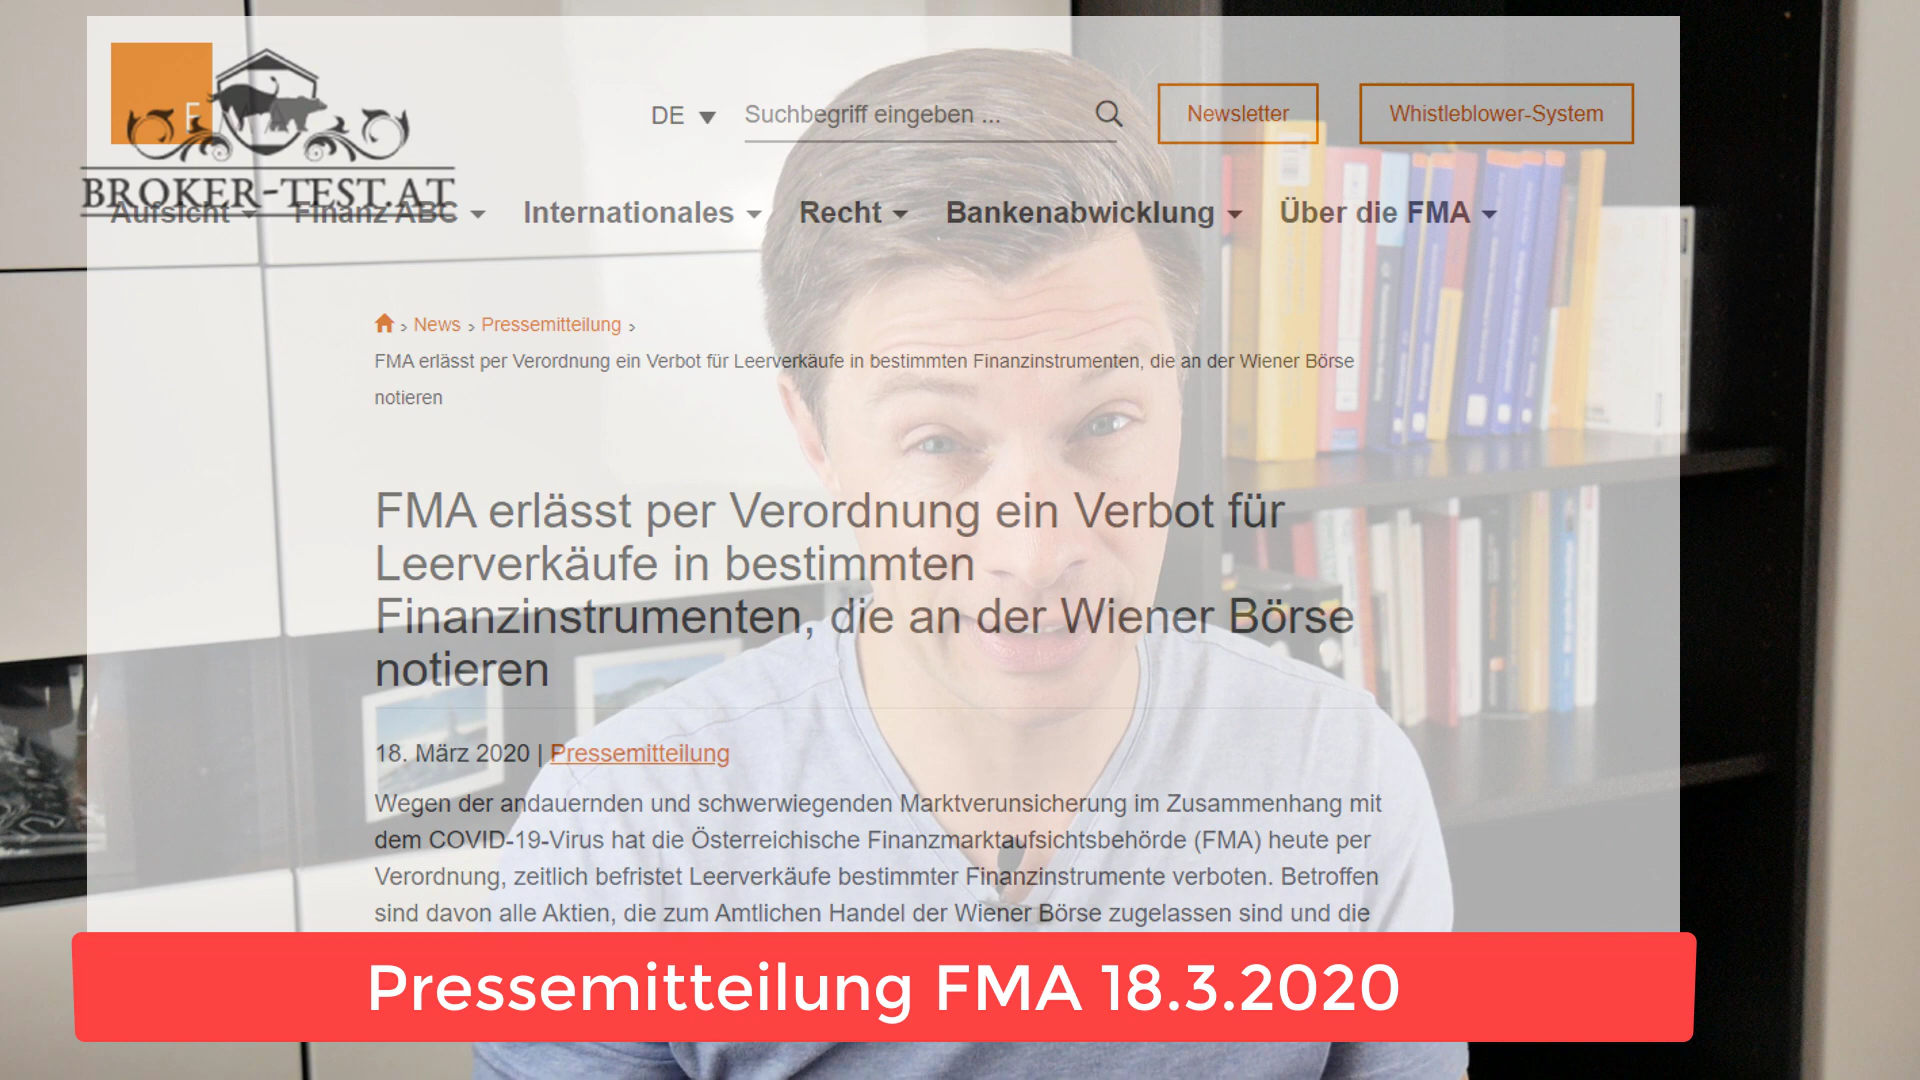 F
BROKER-TEST.AT
DE
Suchbegriff eingeben ...
Newsletter
Whistleblower-System
Aufsicht
Finanz ABC
Internationales
Recht
Bankenabwicklung
Über die FMA
› News › Pressemitteilung ›
FMA erlässt per Verordnung ein Verbot für Leerverkäufe in bestimmten Finanzinstrumenten, die an der Wiener Börse
notieren
FMA erlässt per Verordnung ein Verbot für
Leerverkäufe in bestimmten
Finanzinstrumenten, die an der Wiener Börse
notieren
18. März 2020 | Pressemitteilung
Wegen der andauernden und schwerwiegenden Marktverunsicherung im Zusammenhang mit
dem COVID-19-Virus hat die Österreichische Finanzmarktaufsichtsbehörde (FMA) heute per
Verordnung, zeitlich befristet Leerverkäufe bestimmter Finanzinstrumente verboten. Betroffen
sind davon alle Aktien, die zum Amtlichen Handel der Wiener Börse zugelassen sind und die
Pressemitteilung FMA 18.3.2020